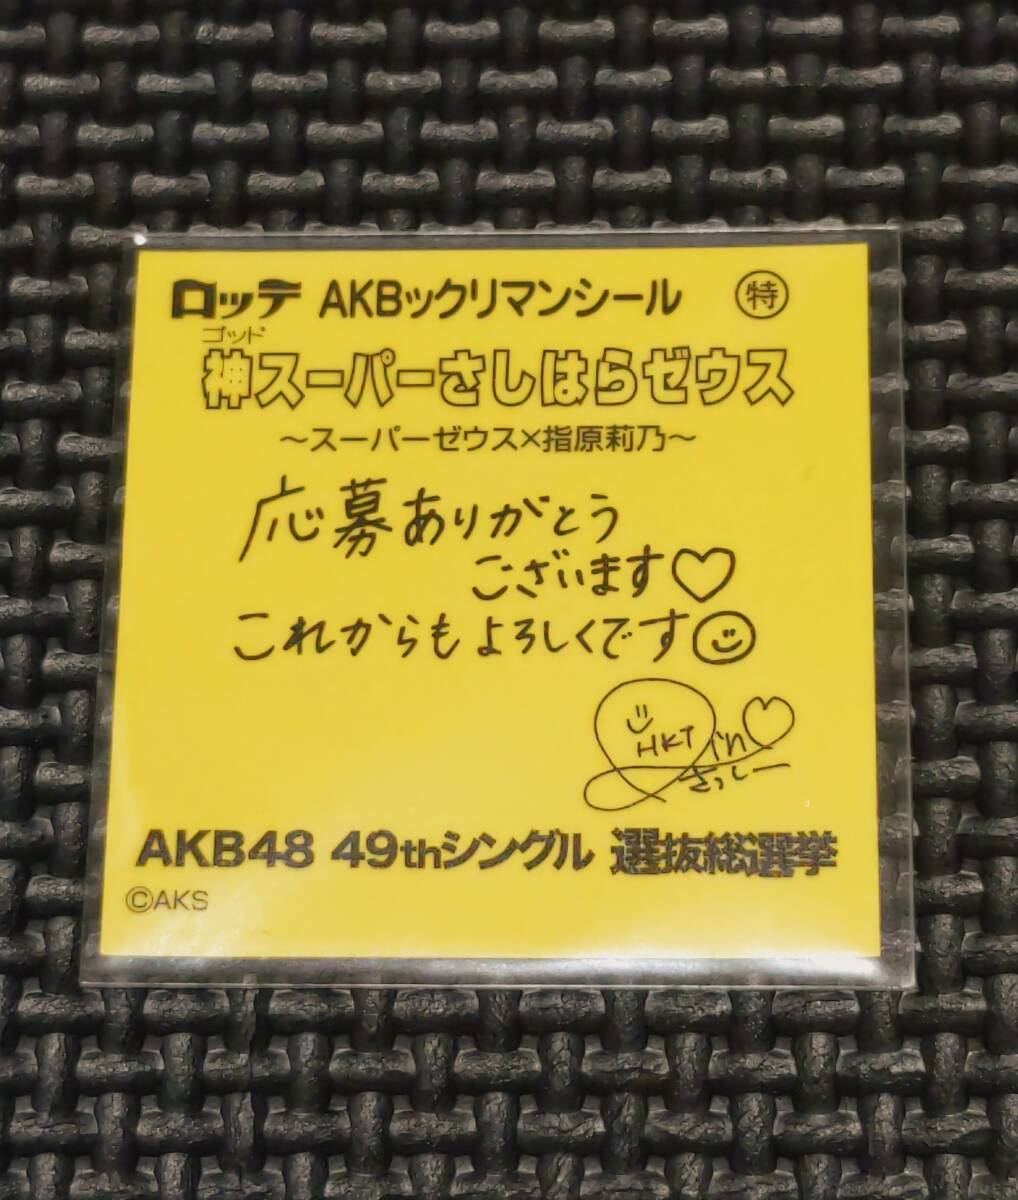 ロッテ AKBックリマンシール 特
ゴッド
神スーパーさしはらゼウス
～スーパーゼウス×指原莉乃～
応募ありがとう
ございます♡
これからもよろしくです
HKT in♡
さっしー
AKB48 49thシングル 選抜総選挙
©AKS